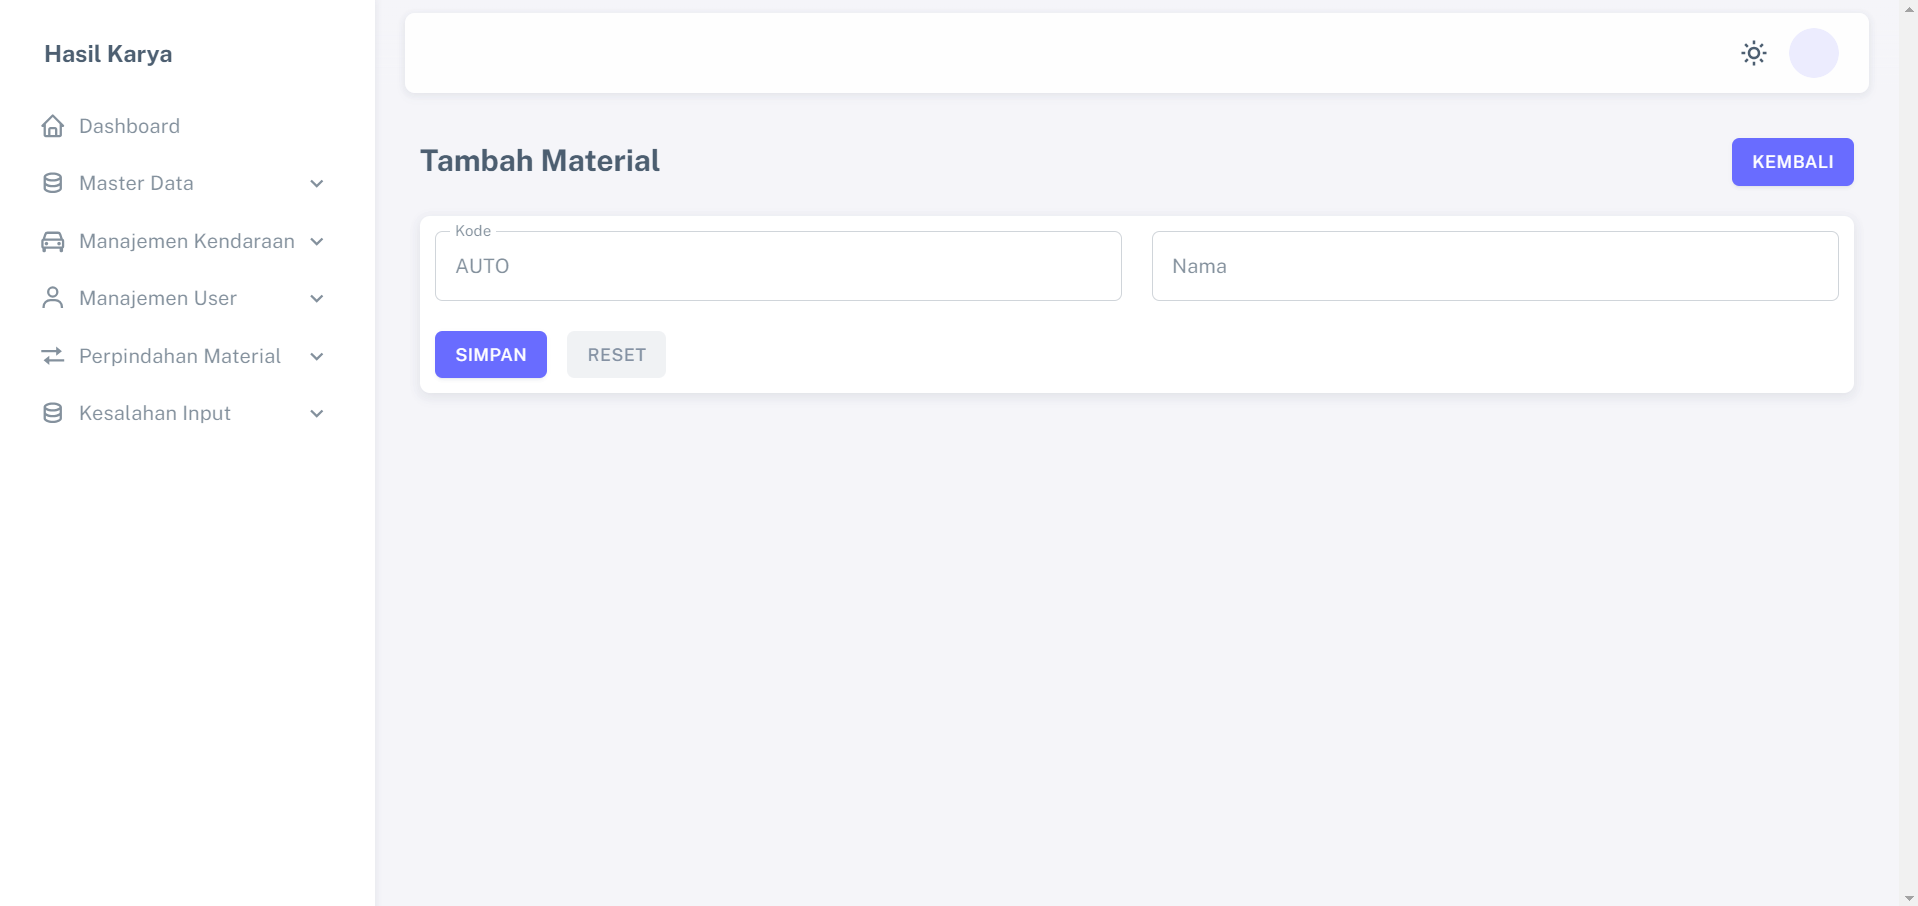 Hasil Karya
Dashboard
Master Data
Manajemen Kendaraan
Manajemen User
Perpindahan Material
Kesalahan Input
Tambah Material
KEMBALI
Kode
AUTO
Nama
SIMPAN
RESET